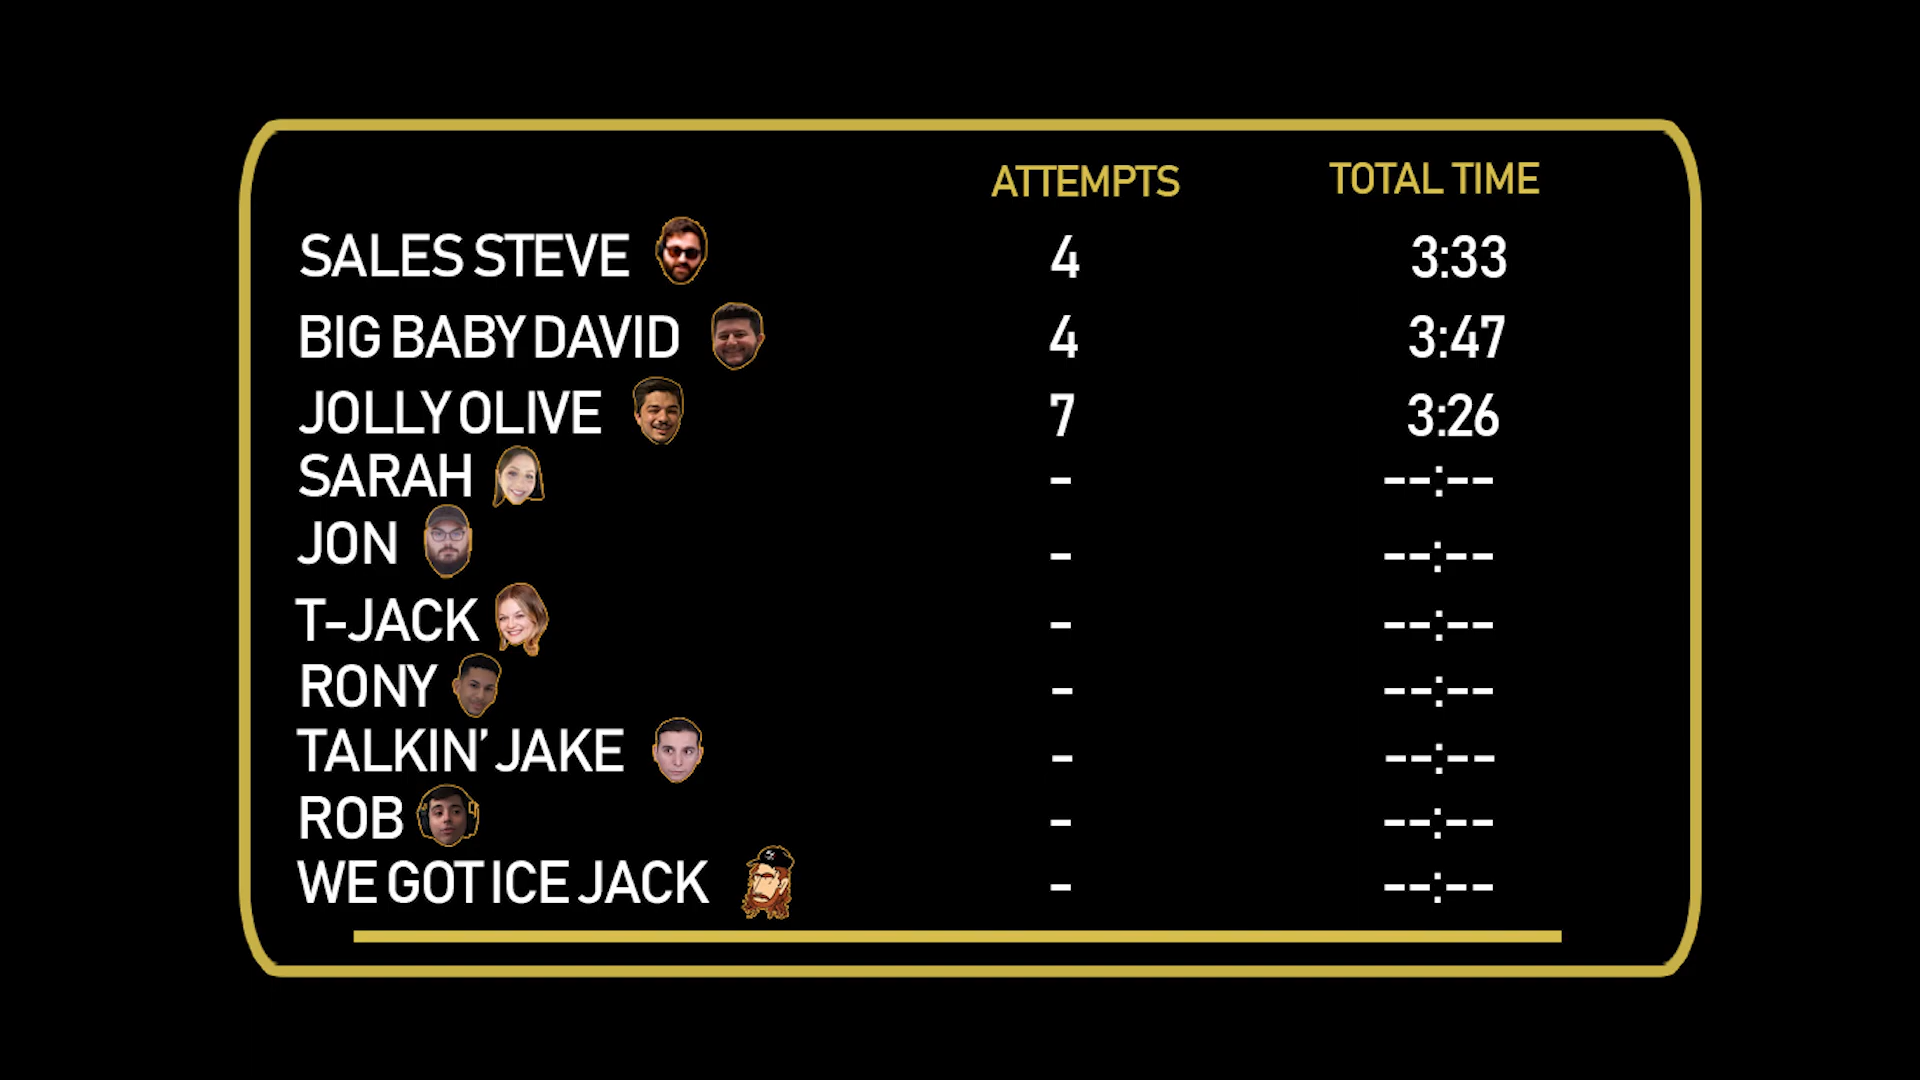 ATTEMPTS TOTAL TIME
SALES STEVE 4 3:33
BIG BABY DAVID 4 3:47
JOLLY OLIVE 7 3:26
SARAH - --:--
JON - --:--
T-JACK - --:--
RONY - --:--
TALKIN' JAKE - --:--
ROB - --:--
WE GOT ICE JACK - --:--